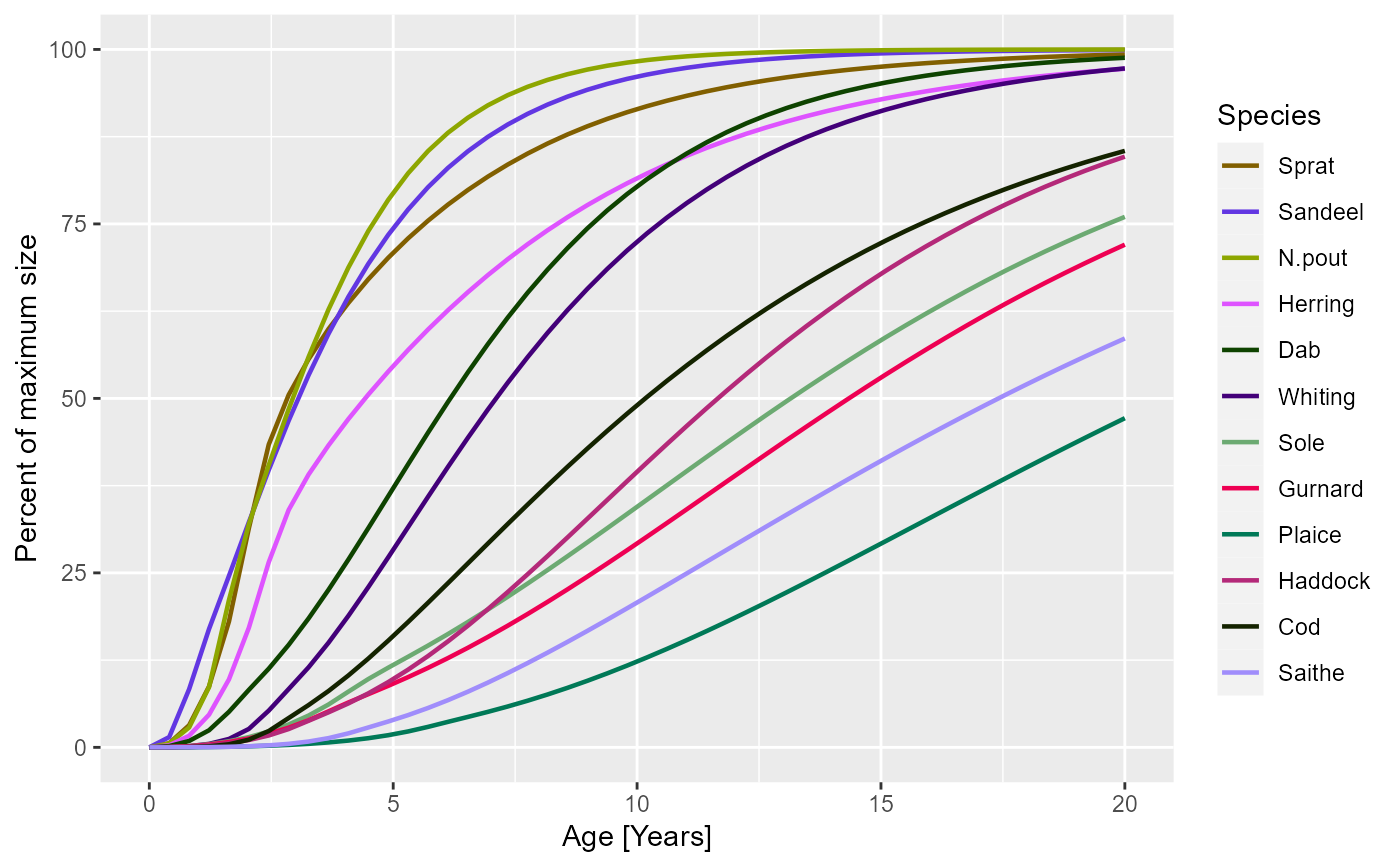 Percent of maximum size
100
75
50
25
0
0 5 10 15 20
Age [Years]
Species
Sprat
Sandeel
N.pout
Herring
Dab
Whiting
Sole
Gurnard
Plaice
Haddock
Cod
Saithe